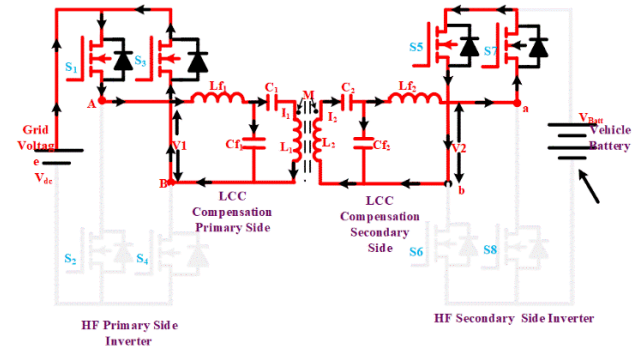 S1
S3
S5
S7
Lf1
C1
M
C2
Lf2
A
a
I1
I2
VBatt
Grid
Voltag
e
Vdc
V1
Cf1
L1
L2
Cf2
V2
Vehicle
Battery
B
b
LCC
Compensation
Primary Side
LCC
Compensation
Secondary
Side
S2
S4
S6
S8
HF Primary Side
Inverter
HF Secondary Side Inverter